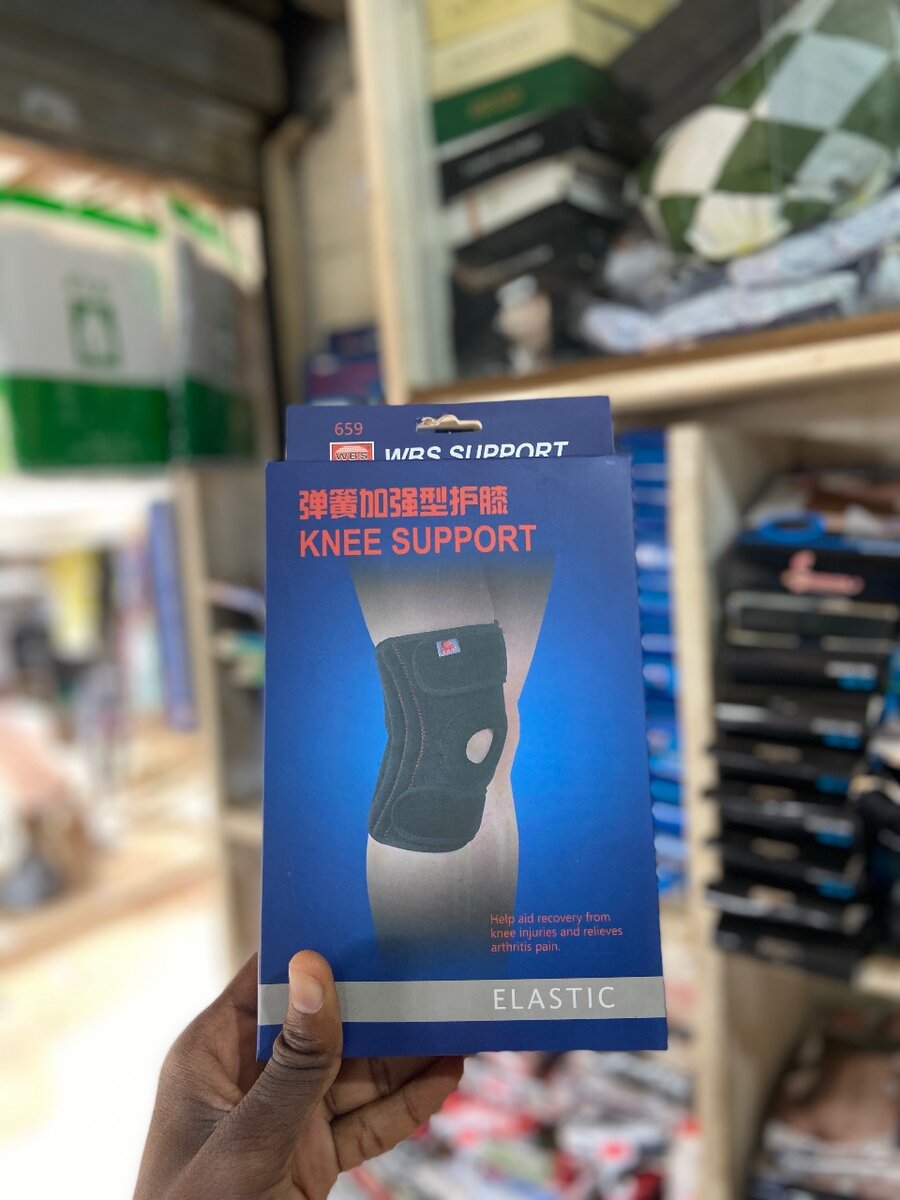 659
WBS
WBS SUPPORT
弹簧加强型护膝
KNEE SUPPORT
Help aid recovery from
knee injuries and relieves
arthritis pain.
ELASTIC